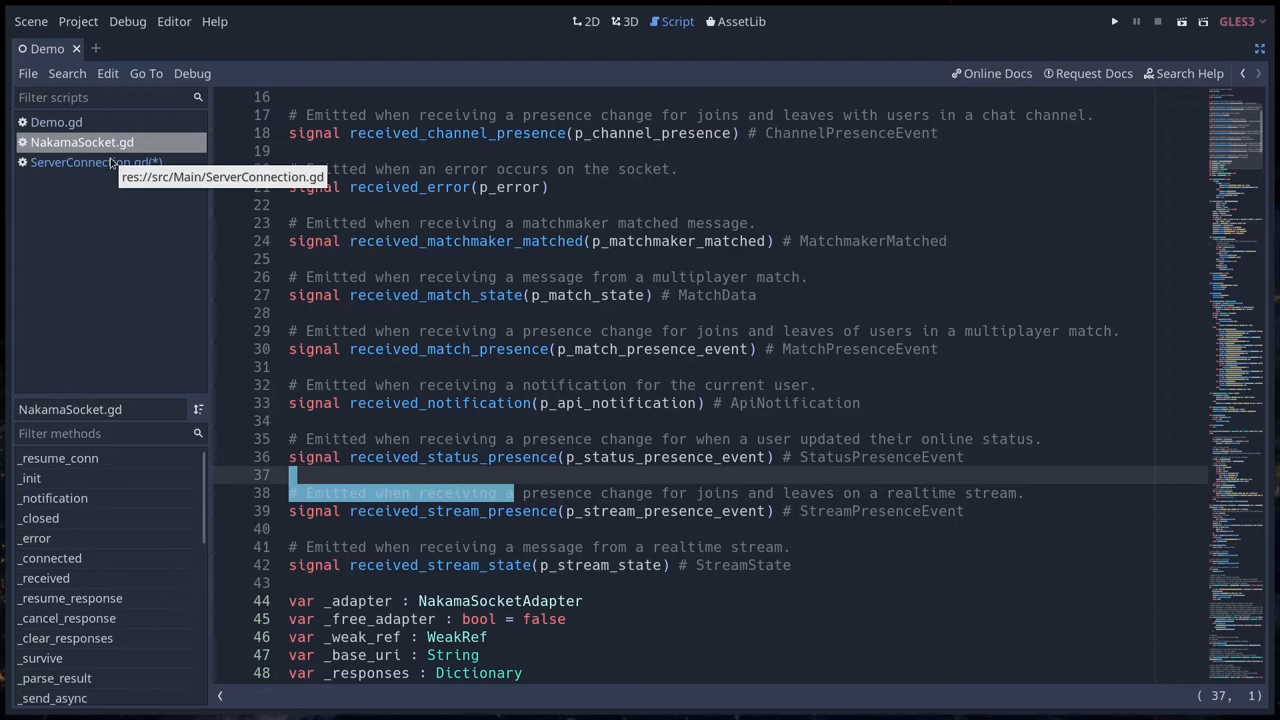 Scene Project Debug Editor Help 2D 3D Script AssetLib GLES3
Demo
File Search Edit Go To Debug Online Docs Request Docs Search Help
Filter scripts
Demo.gd
NakamaSocket.gd
ServerConnection.gd(*)
res://src/Main/ServerConnection.gd
NakamaSocket.gd
Filter methods
_resume_conn
_init
_notification
_closed
_error
_connected
_received
_resume_response
_cancel_response
_clear_responses
_survive
_parse_result
_send_async
16
17 # Emitted when receiving a presence change for joins and leaves with users in a chat channel.
18 signal received_channel_presence(p_channel_presence) # ChannelPresenceEvent
19
on socket
21 signal received_error(p_error)
22
23 # Emitted when receiving a matchmaker matched message.
24 signal received_matchmaker_matched(p_matchmaker_matched) # MatchmakerMatched
25
26 # Emitted when receiving a message from a multiplayer match.
27 signal received_match_state(p_match_state) # MatchData
28
29 # Emitted when receiving a presence change for joins and leaves of users in a multiplayer match.
30 signal received_match_presence(p_match_presence_event) # MatchPresenceEvent
31
32 # Emitted when receiving a notification for the current user.
33 signal received_notification(p_api_notification) # ApiNotification
34
35 # Emitted when receiving a presence change for when a user updated their online status.
36 signal received_status_presence(p_status_presence_event) # StatusPresenceEvent
37
38 # Emitted when receiving a presence change for joins and leaves on a realtime stream.
39 signal received_stream_presence(p_stream_presence_event) # StreamPresenceEvent
40
41 # Emitted when receiving a message from a realtime stream.
42 signal received_stream_state(p_stream_state) # StreamState
43
44 var _adapter : NakamaSocketAdapter
45 var : Bool
46 var _weak_ref : WeakRef
47 var _base_uri : String
48 var : Dictionary
( 37, 1)